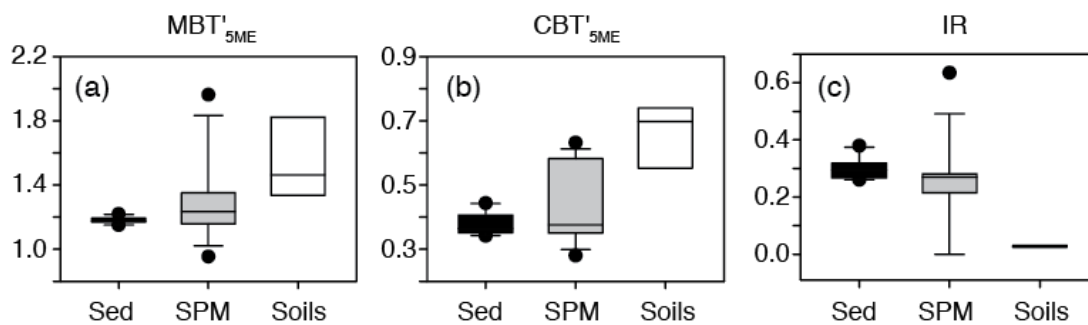 MBT'5ME
CBT'5ME
IR
2.2
1.8
1.4
1.0
(a)
Sed SPM Soils
0.9
0.7
0.5
0.3
(b)
Sed SPM Soils
0.6
0.4
0.2
0.0
(c)
Sed SPM Soils